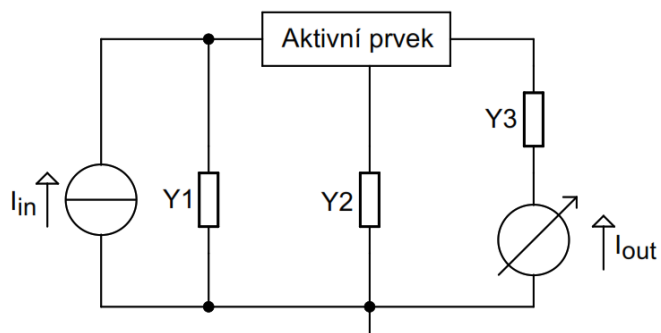 Aktivní prvek
Y3
Iin
Y1
Y2
Iout